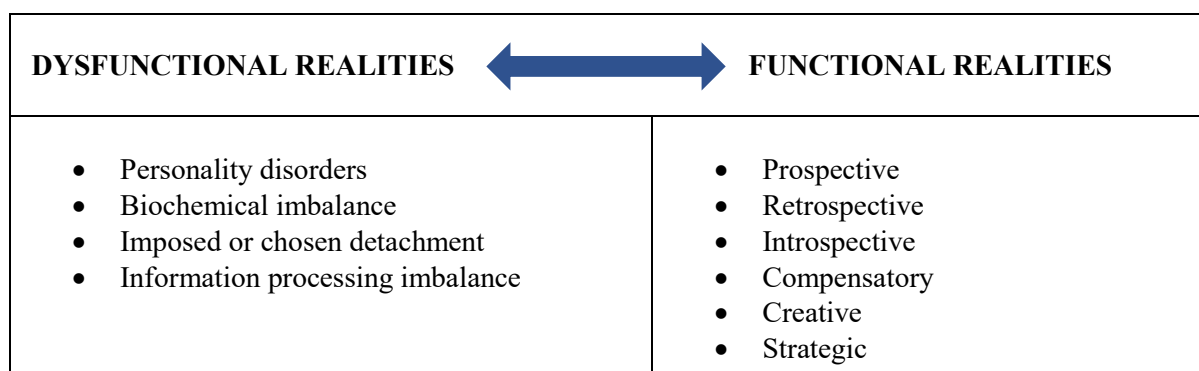 DYSFUNCTIONAL REALITIES
FUNCTIONAL REALITIES
• Personality disorders
• Biochemical imbalance
• Imposed or chosen detachment
• Information processing imbalance
• Prospective
• Retrospective
• Introspective
• Compensatory
• Creative
• Strategic